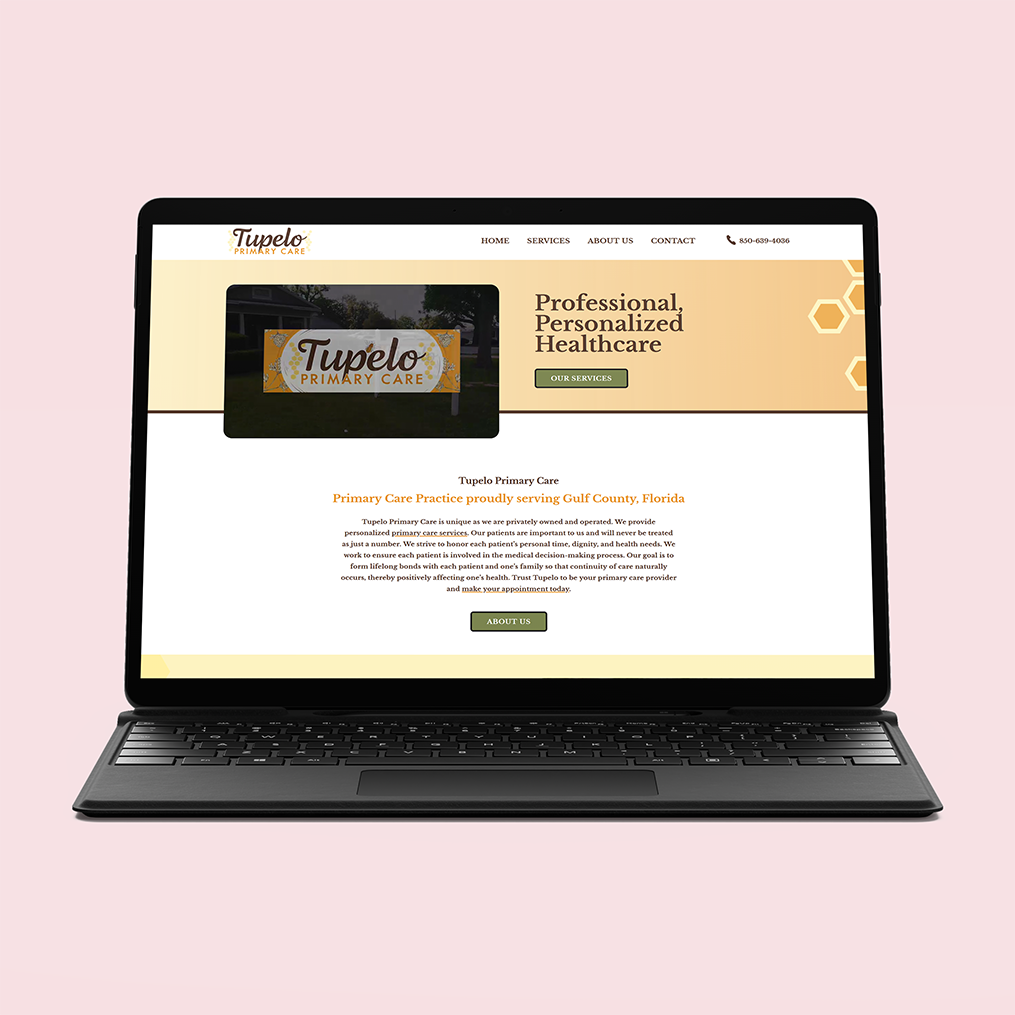 Tupelo
PRIMARY CARE
HOME SERVICES ABOUT US CONTACT 850-639-4036
Tupelo
PRIMARY CARE
Professional,
Personalized
Healthcare
OUR SERVICES
Tupelo Primary Care
Primary Care Practice proudly serving Gulf County, Florida
Tupelo Primary Care is unique as we are privately owned and operated. We provide
personalized primary care services. Our patients are important to us and will never be treated
as just a number. We strive to honor each patient's personal time, dignity, and health needs. We
work to ensure each patient is involved in the medical decision-making process. Our goal is to
form lifelong bonds with each patient and one's family so that continuity of care naturally
occurs, thereby positively affecting one's health. Trust Tupelo to be your primary care provider
and make your appointment today.
ABOUT US